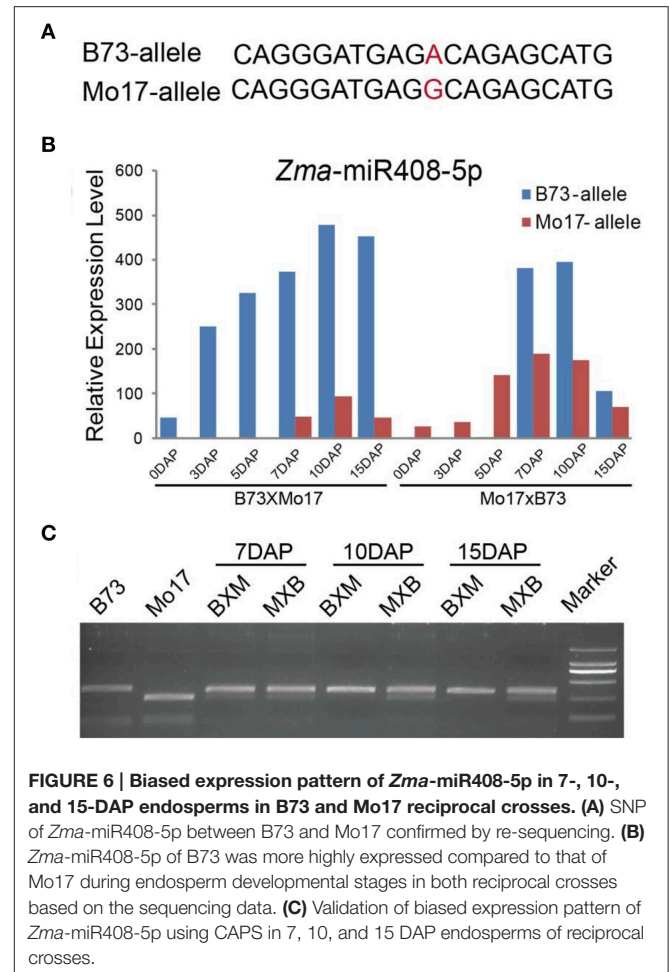 A
B73-allele CAGGGATGAGACAGAGCATG
Mo17-allele CAGGGATGAGGCAGAGCATG
B
Zma-miR408-5p
B73-allele
Mo17- allele
Relative Expression Level
600
500
400
300
200
100
0
0DAP 3DAP 5DAP 7DAP 10DAP 15DAP 0DAP 3DAP 5DAP 7DAP 10DAP 15DAP
B73XMo17 Mo17xB73
C
7DAP 10DAP 15DAP
B73 Mo17 BXM MXB BXM MXB BXM MXB Marker
FIGURE 6 | Biased expression pattern of Zma-miR408-5p in 7-, 10-,
and 15-DAP endosperms in B73 and Mo17 reciprocal crosses. (A) SNP
of Zma-miR408-5p between B73 and Mo17 confirmed by re-sequencing. (B)
Zma-miR408-5p of B73 was more highly expressed compared to that of
Mo17 during endosperm developmental stages in both reciprocal crosses
based on the sequencing data. (C) Validation of biased expression pattern of
Zma-miR408-5p using CAPS in 7, 10, and 15 DAP endosperms of reciprocal
crosses.